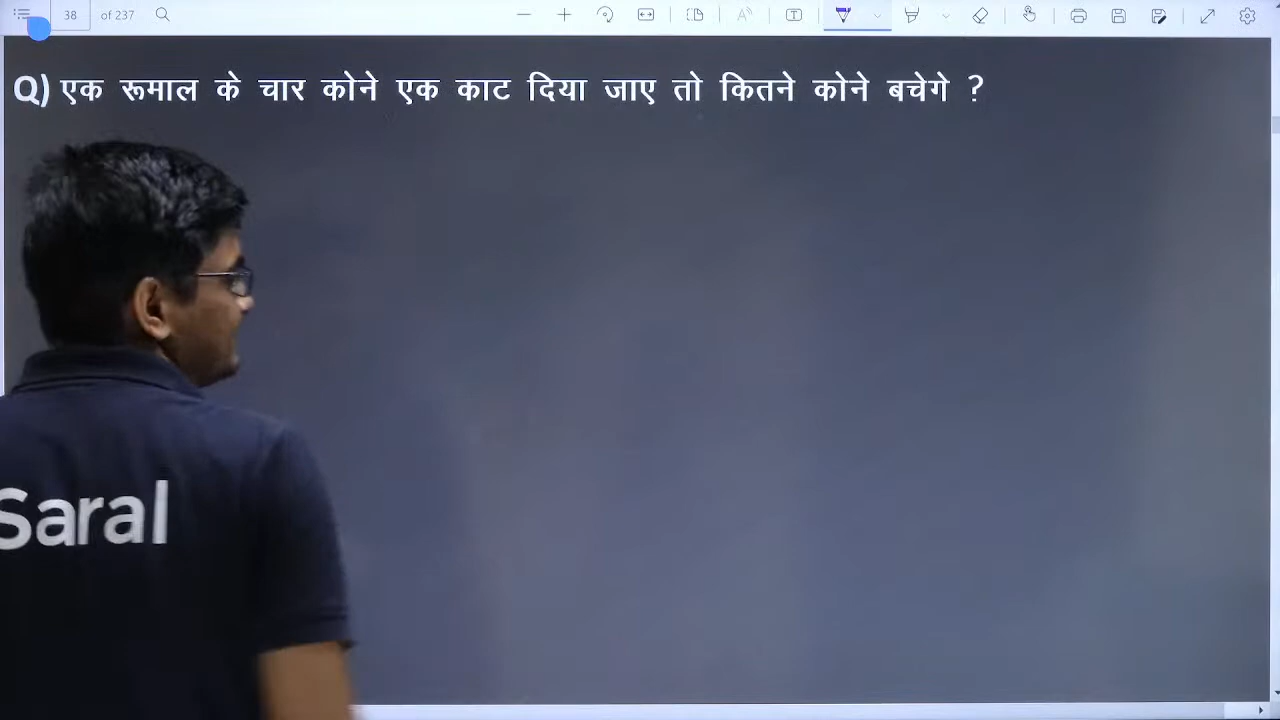 38 of 237
Q) एक रूमाल के चार कोने एक काट दिया जाए तो कितने कोने बचेगे ?
Saral